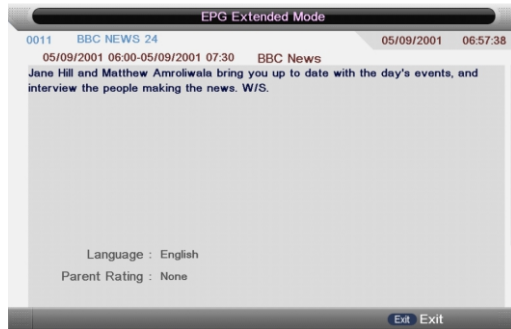 EPG Extended Mode
0011 BBC NEWS 24 05/09/2001 06:57:38
05/09/2001 06:00-05/09/2001 07:30 BBC News
Jane Hill and Matthew Amroliwala bring you up to date with the day's events, and
interview the people making the news. W/S.
Language : English
Parent Rating : None
Exit Exit